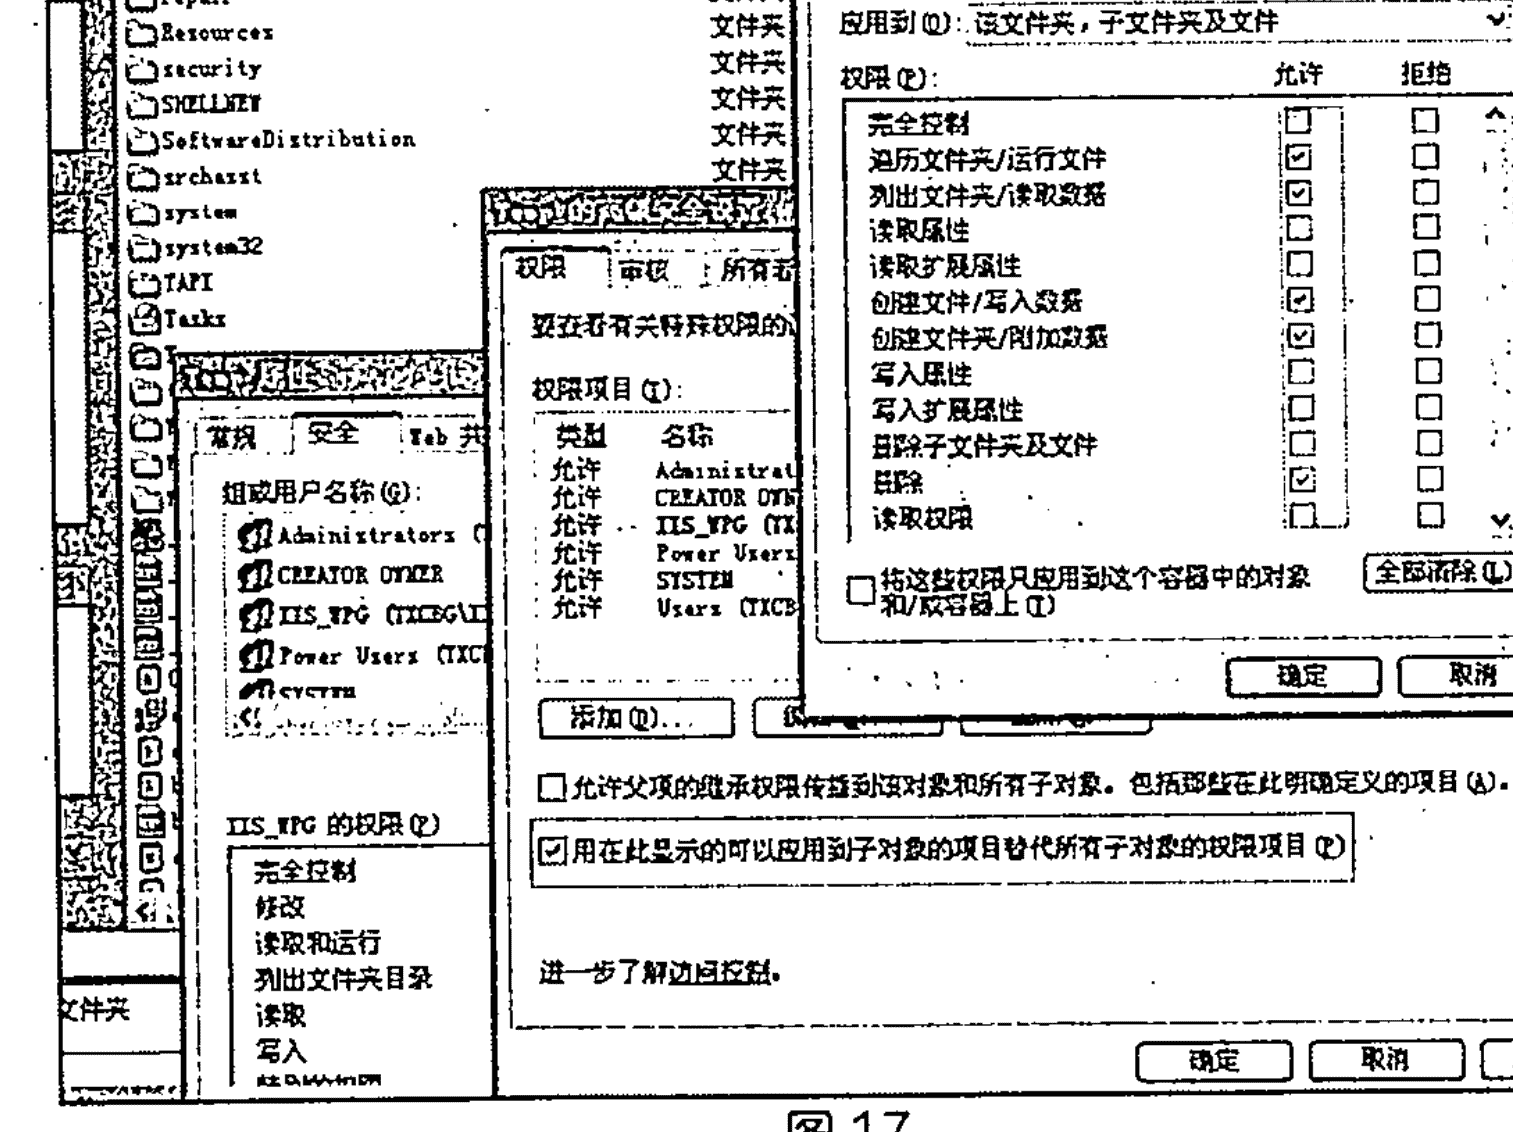 Resources
文件夹
security
文件夹
SHELLNEW
文件夹
SoftwareDistribution
文件夹
srchasst
文件夹
system
system32
TAPI
Tasks
常规
安全
Web 共
组或用户名称(G):
Administrators (T
CREATOR OWNER
IIS_WPG (TXCBG\II
Power Users (TXC
SYSTEM
IIS_WPG 的权限(P)
完全控制
修改
读取和运行
列出文件夹目录
读取
写入
文件夹
权限
审核
所有
要查看有关特殊权限的
权限项目(T):
类型
名称
允许
Administrat
允许
CREATOR OWN
允许
IIS_WPG (TX
允许
Power Users
允许
SYSTEM
允许
Users (TXCB
添加(D)...
允许父项的继承权限传播到该对象和所有子对象。包括那些在此明确定义的项目(A).
用在此显示的可以应用到子对象的项目替代所有子对象的权限项目(P)
进一步了解访问控制。
确定
取消
应用到(O):
该文件夹，子文件夹及文件
权限(P):
允许
拒绝
完全控制
遍历文件夹/运行文件
列出文件夹/读取数据
读取属性
读取扩展属性
创建文件/写入数据
创建文件夹/附加数据
写入属性
写入扩展属性
删除子文件夹及文件
删除
读取权限
将这些权限只应用到这个容器中的对象
和/或容器上(T)
全部清除(L)
确定
取消
图 17